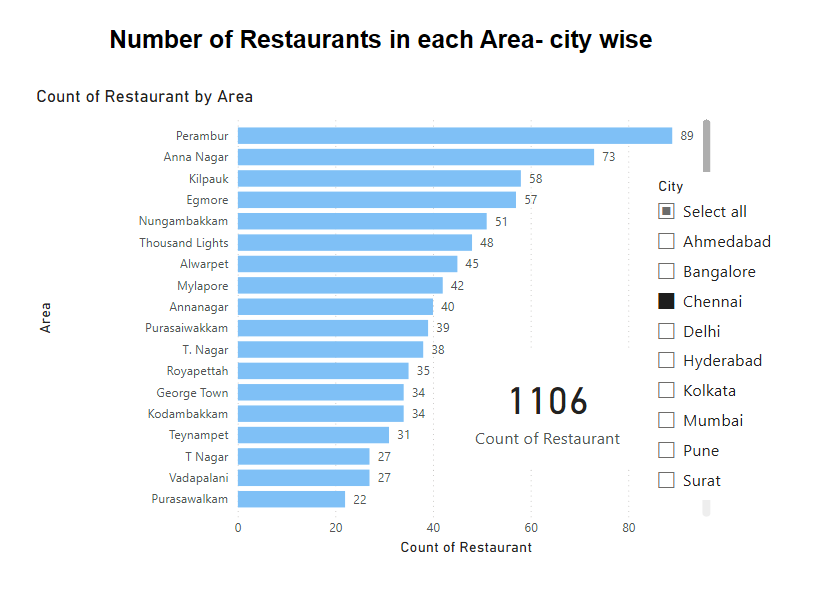 Number of Restaurants in each Area- city wise
Count of Restaurant by Area
Perambur 89
Anna Nagar 73
Kilpauk 58
Egmore 57
Nungambakkam 51
Thousand Lights 48
Alwarpet 45
Mylapore 42
Annanagar 40
Purasaiwakkam 39
T. Nagar 38
Royapettah 35
George Town 34
Kodambakkam 34
Teynampet 31
T Nagar 27
Vadapalani 27
Purasawalkam 22
Area
0 20 40 60 80
Count of Restaurant
1106
Count of Restaurant
City
Select all
Ahmedabad
Bangalore
Chennai
Delhi
Hyderabad
Kolkata
Mumbai
Pune
Surat